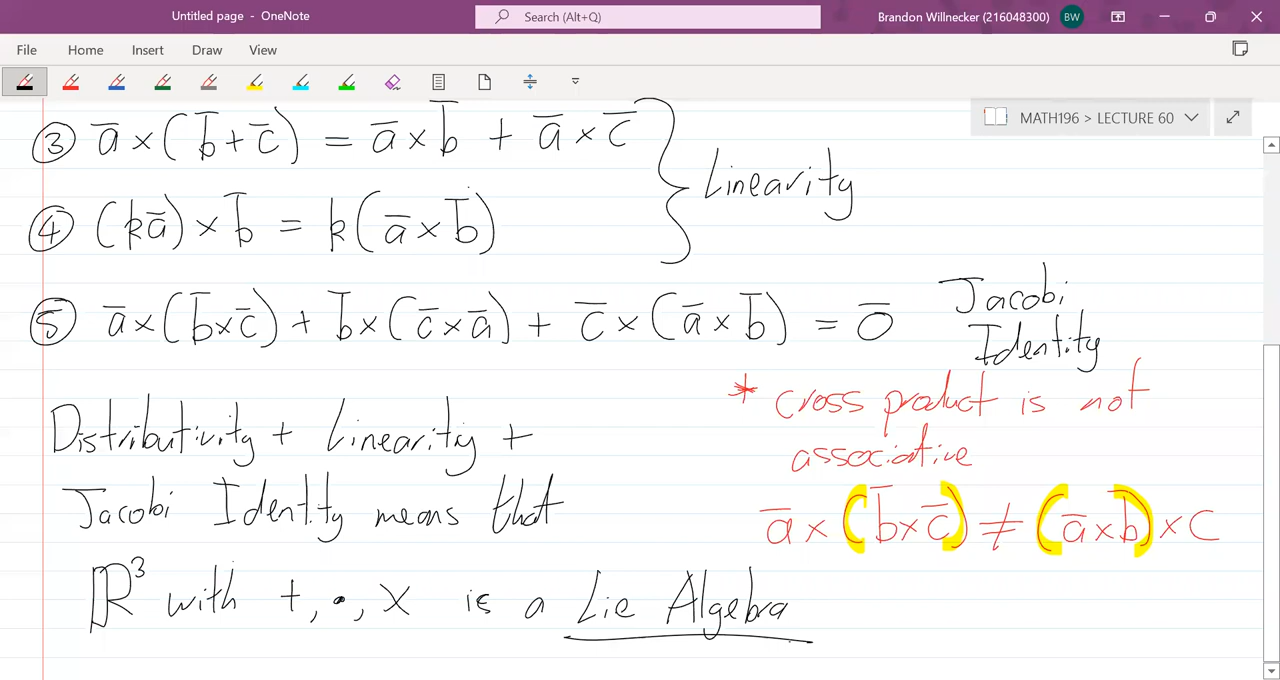 Untitled page - OneNote
Search (Alt+Q)
Brandon Willnecker (216048300)
BW
File Home Insert Draw View
MATH196 > LECTURE 60
③ a̅ × (b̅ + c̅) = a̅ × b̅ + a̅ × c̅
Linearity
④ (ka̅) × b̅ = k(a̅ × b̅)
⑤ a̅ × (b̅ × c̅) + b̅ × (c̅ × a̅) + c̅ × (a̅ × b̅) = 0̅
Jacobi
Identity
* cross product is not
associative
a̅ × (b̅ × c̅) ≠ (a̅ × b̅) × c
Distributivity + Linearitiy +
Jacobi Identity means that
ℝ³ with +, •, × is a Lie Algebra